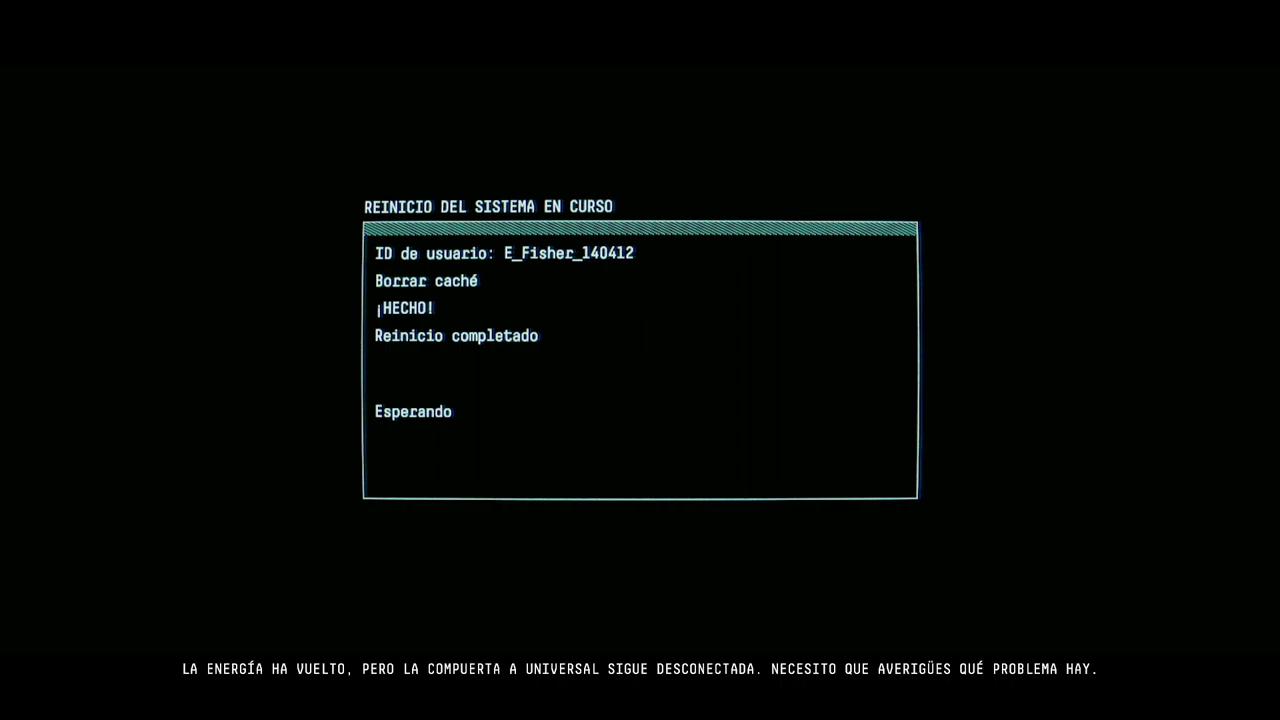 REINICIO DEL SISTEMA EN CURSO
ID de usuario: E_Fisher_140412
Borrar caché
¡HECHO!
Reinicio completado
Esperando
LA ENERGÍA HA VUELTO, PERO LA COMPUERTA A UNIVERSAL SIGUE DESCONECTADA. NECESITO QUE AVERIGÜES QUÉ PROBLEMA HAY.